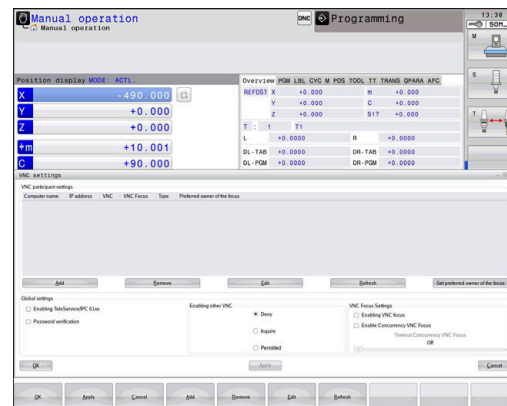 Manual operation
DNC
Programming
13:38
Manual operation
SOM_
M
Position display MODE: ACTL.
Overview PGM LBL CYC M POS TOOL TT TRANS QPARA AFC
X -490.000
REFDST X +0.000 m +0.000
Y +0.000
Y +0.000 C +0.000
Z +0.000
Z +0.000 S1? +0.000
T : 1 T1
L +0.0000 R +0.0000
m +10.001
DL-TAB +0.0000 DR-TAB +0.0000
C +90.000
DL-PGM +0.0000 DR-PGM +0.0000
S
T
VNC settings
VNC participant settings
Computer name IP address VNC VNC Focus Type Preferred owner of the focus
Add Remove Edit Refresh Set preferred owner of the focus
Global settings
Enabling TeleService/IPC 61xx
Password verification
Enabling other VNC
Deny
Inquire
Permitted
VNC Focus Settings
Enabling VNC focus
Enable Concurrency VNC Focus
Timeout Concurrency VNC Focus
Off
OK Apply Cancel
OK Apply Cancel Add Remove Edit Refresh